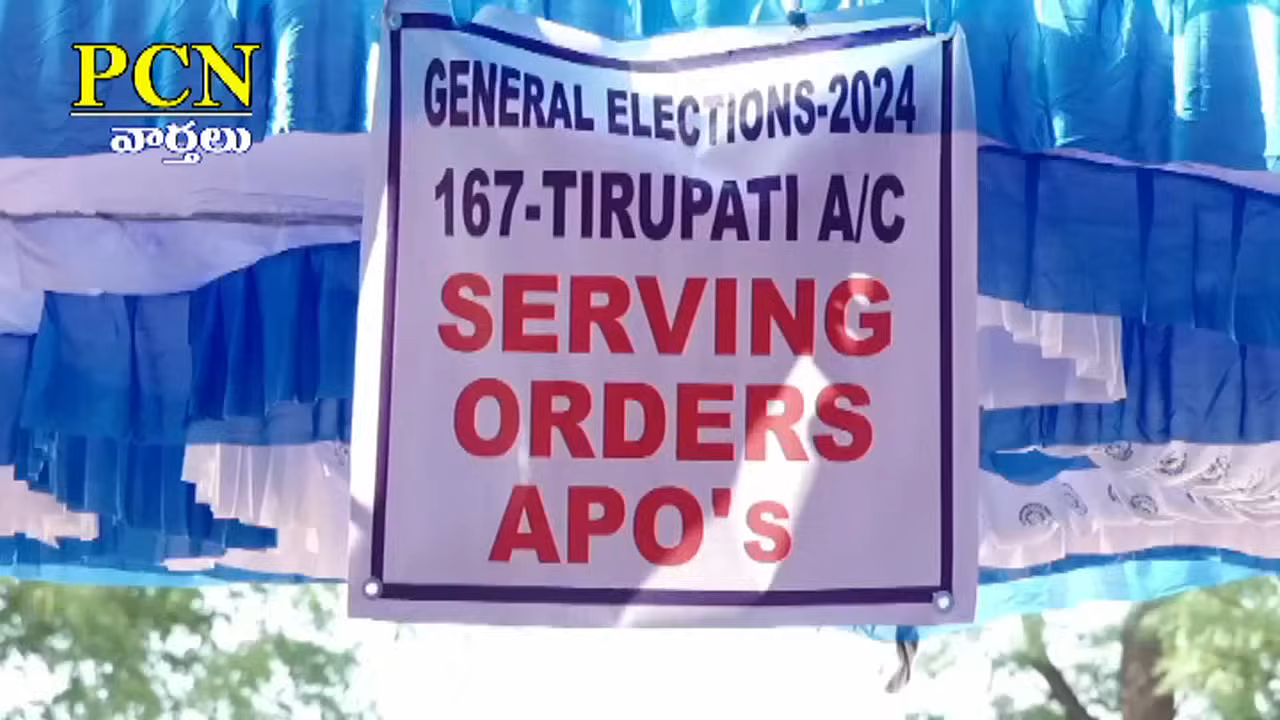 PCN
వార్తలు
GENERAL ELECTIONS-2024
167-TIRUPATI A/C
SERVING
ORDERS
APO's